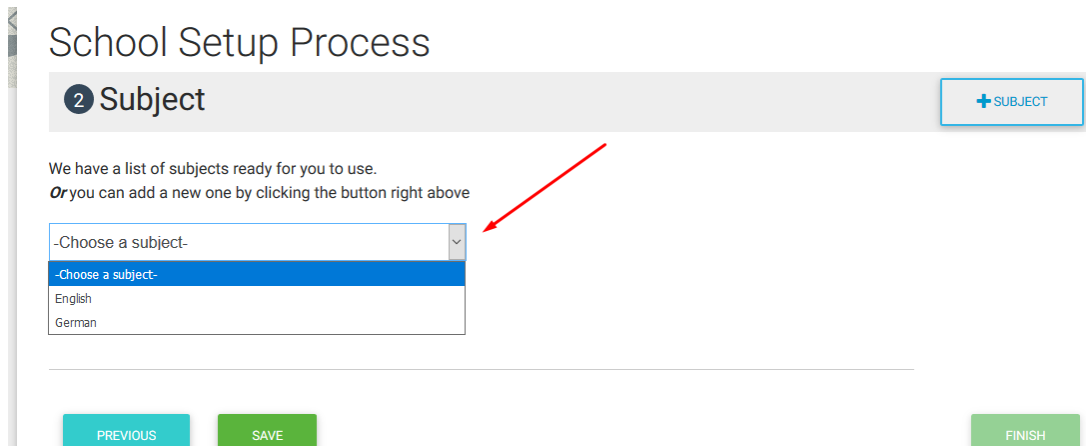 School Setup Process
2 Subject
SUBJECT
We have a list of subjects ready for you to use.
Or you can add a new one by clicking the button right above
-Choose a subject-
-Choose a subject-
English
German
PREVIOUS
SAVE
FINISH